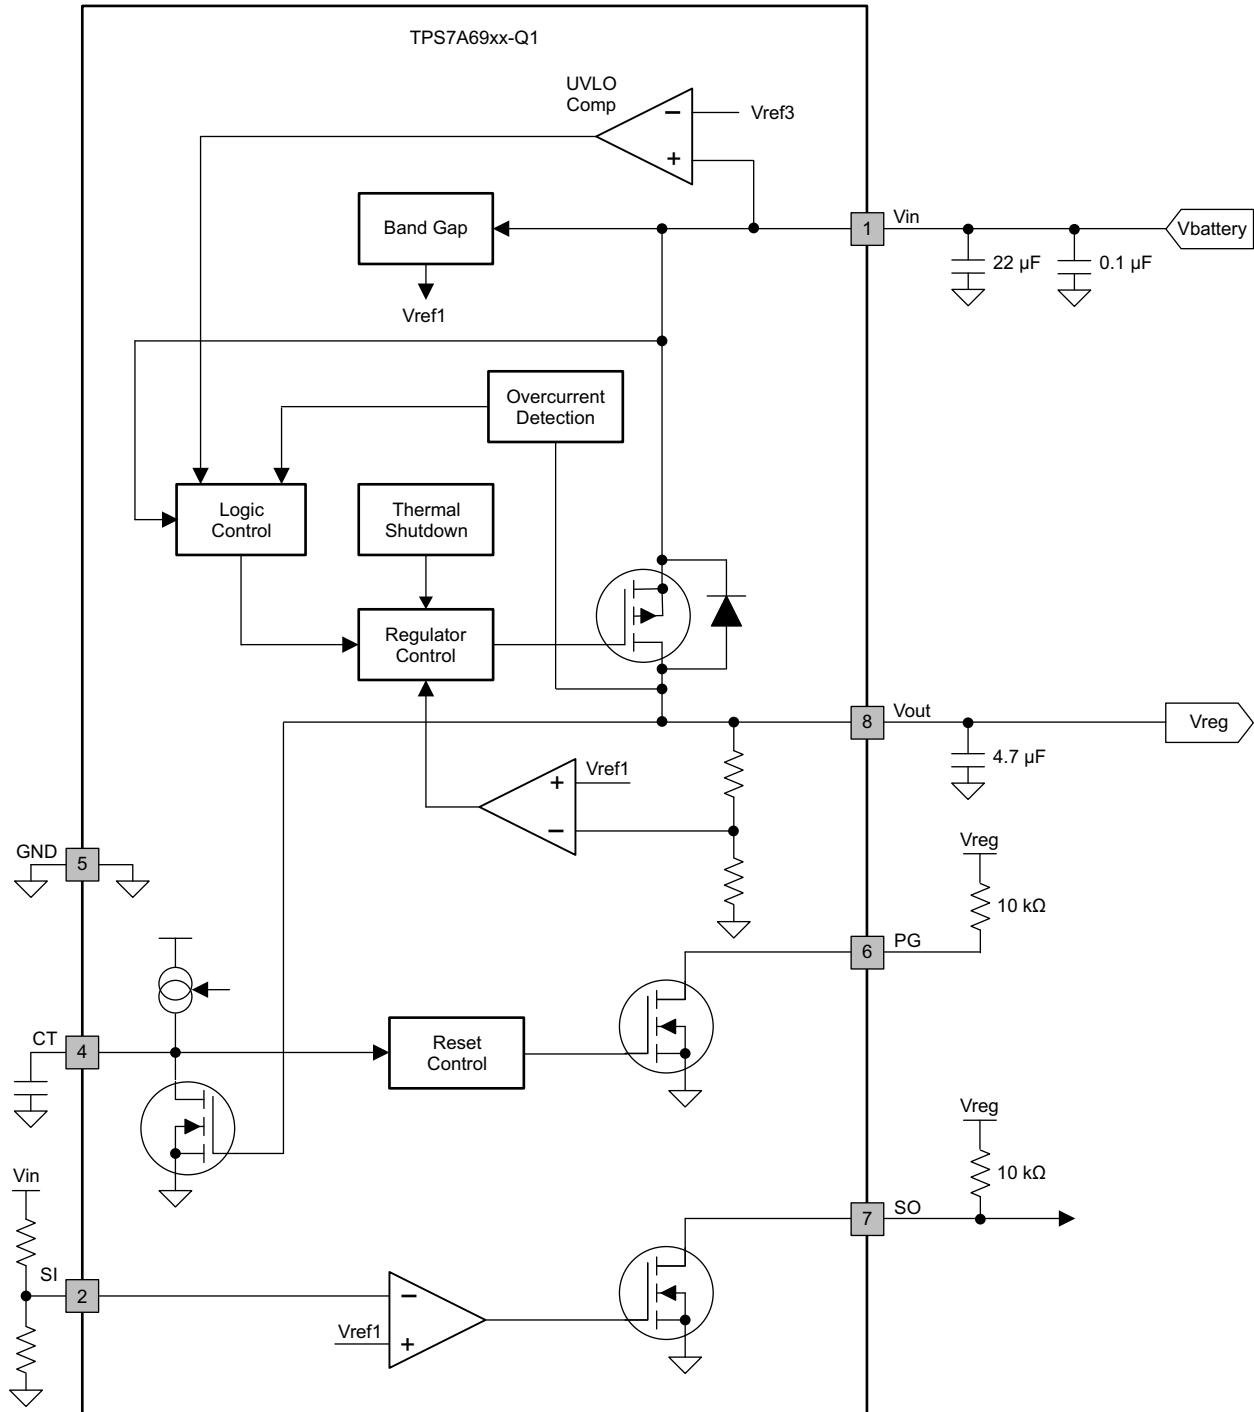 TPS7A69xx-Q1
UVLO
Comp
−
Vref3
+
Band Gap
1
Vin
Vbattery
22 µF
0.1 µF
Vref1
Overcurrent
Detection
Logic
Control
Thermal
Shutdown
Regulator
Control
8
Vout
Vreg
4.7 µF
+
Vref1
−
GND
5
Vreg
10 kΩ
6
PG
CT
4
Reset
Control
Vreg
10 kΩ
Vin
7
SO
SI
2
−
Vref1
+